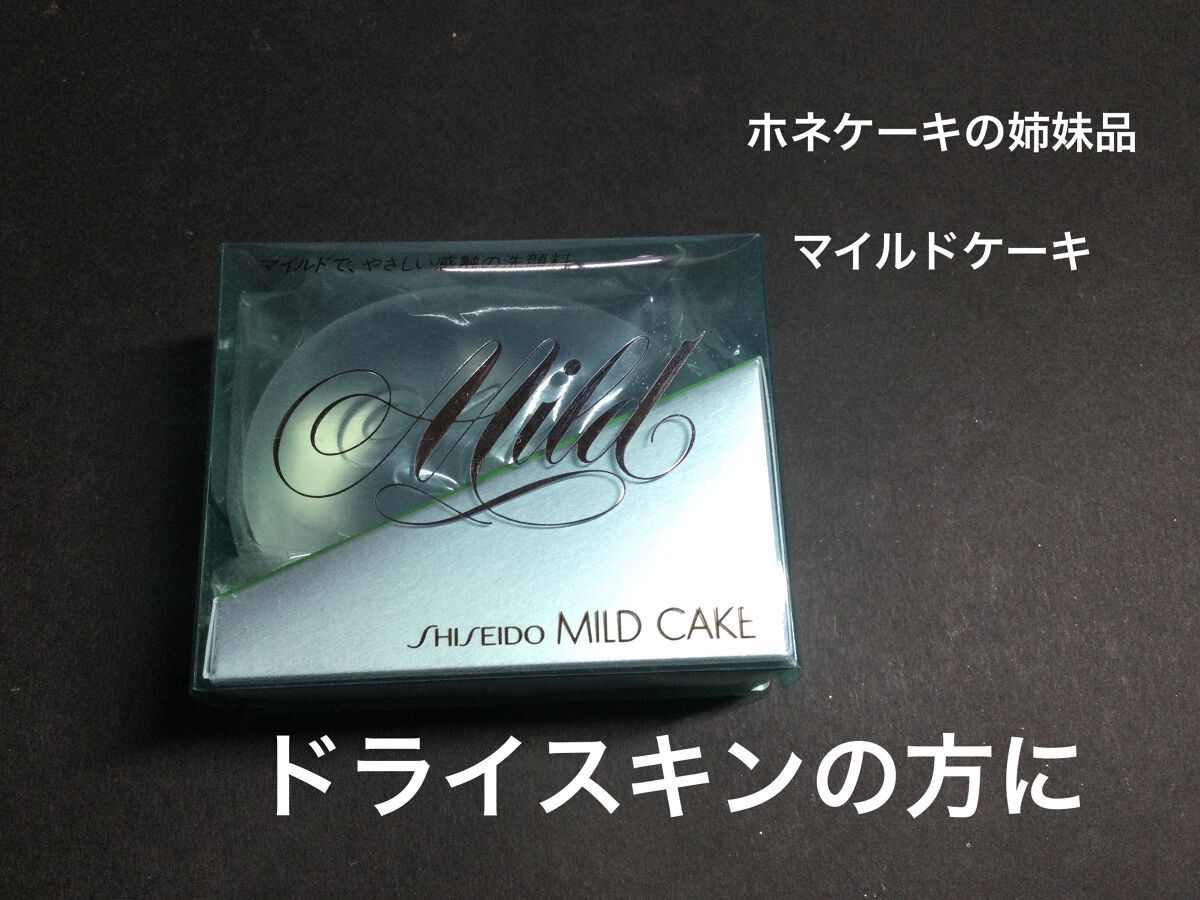 ホネケーキの姉妹品
マイルドケーキ
マイルドで、やさしい感触の洗顔料。
Mild
SHISEIDO MILD CAKE
ドライスキンの方に